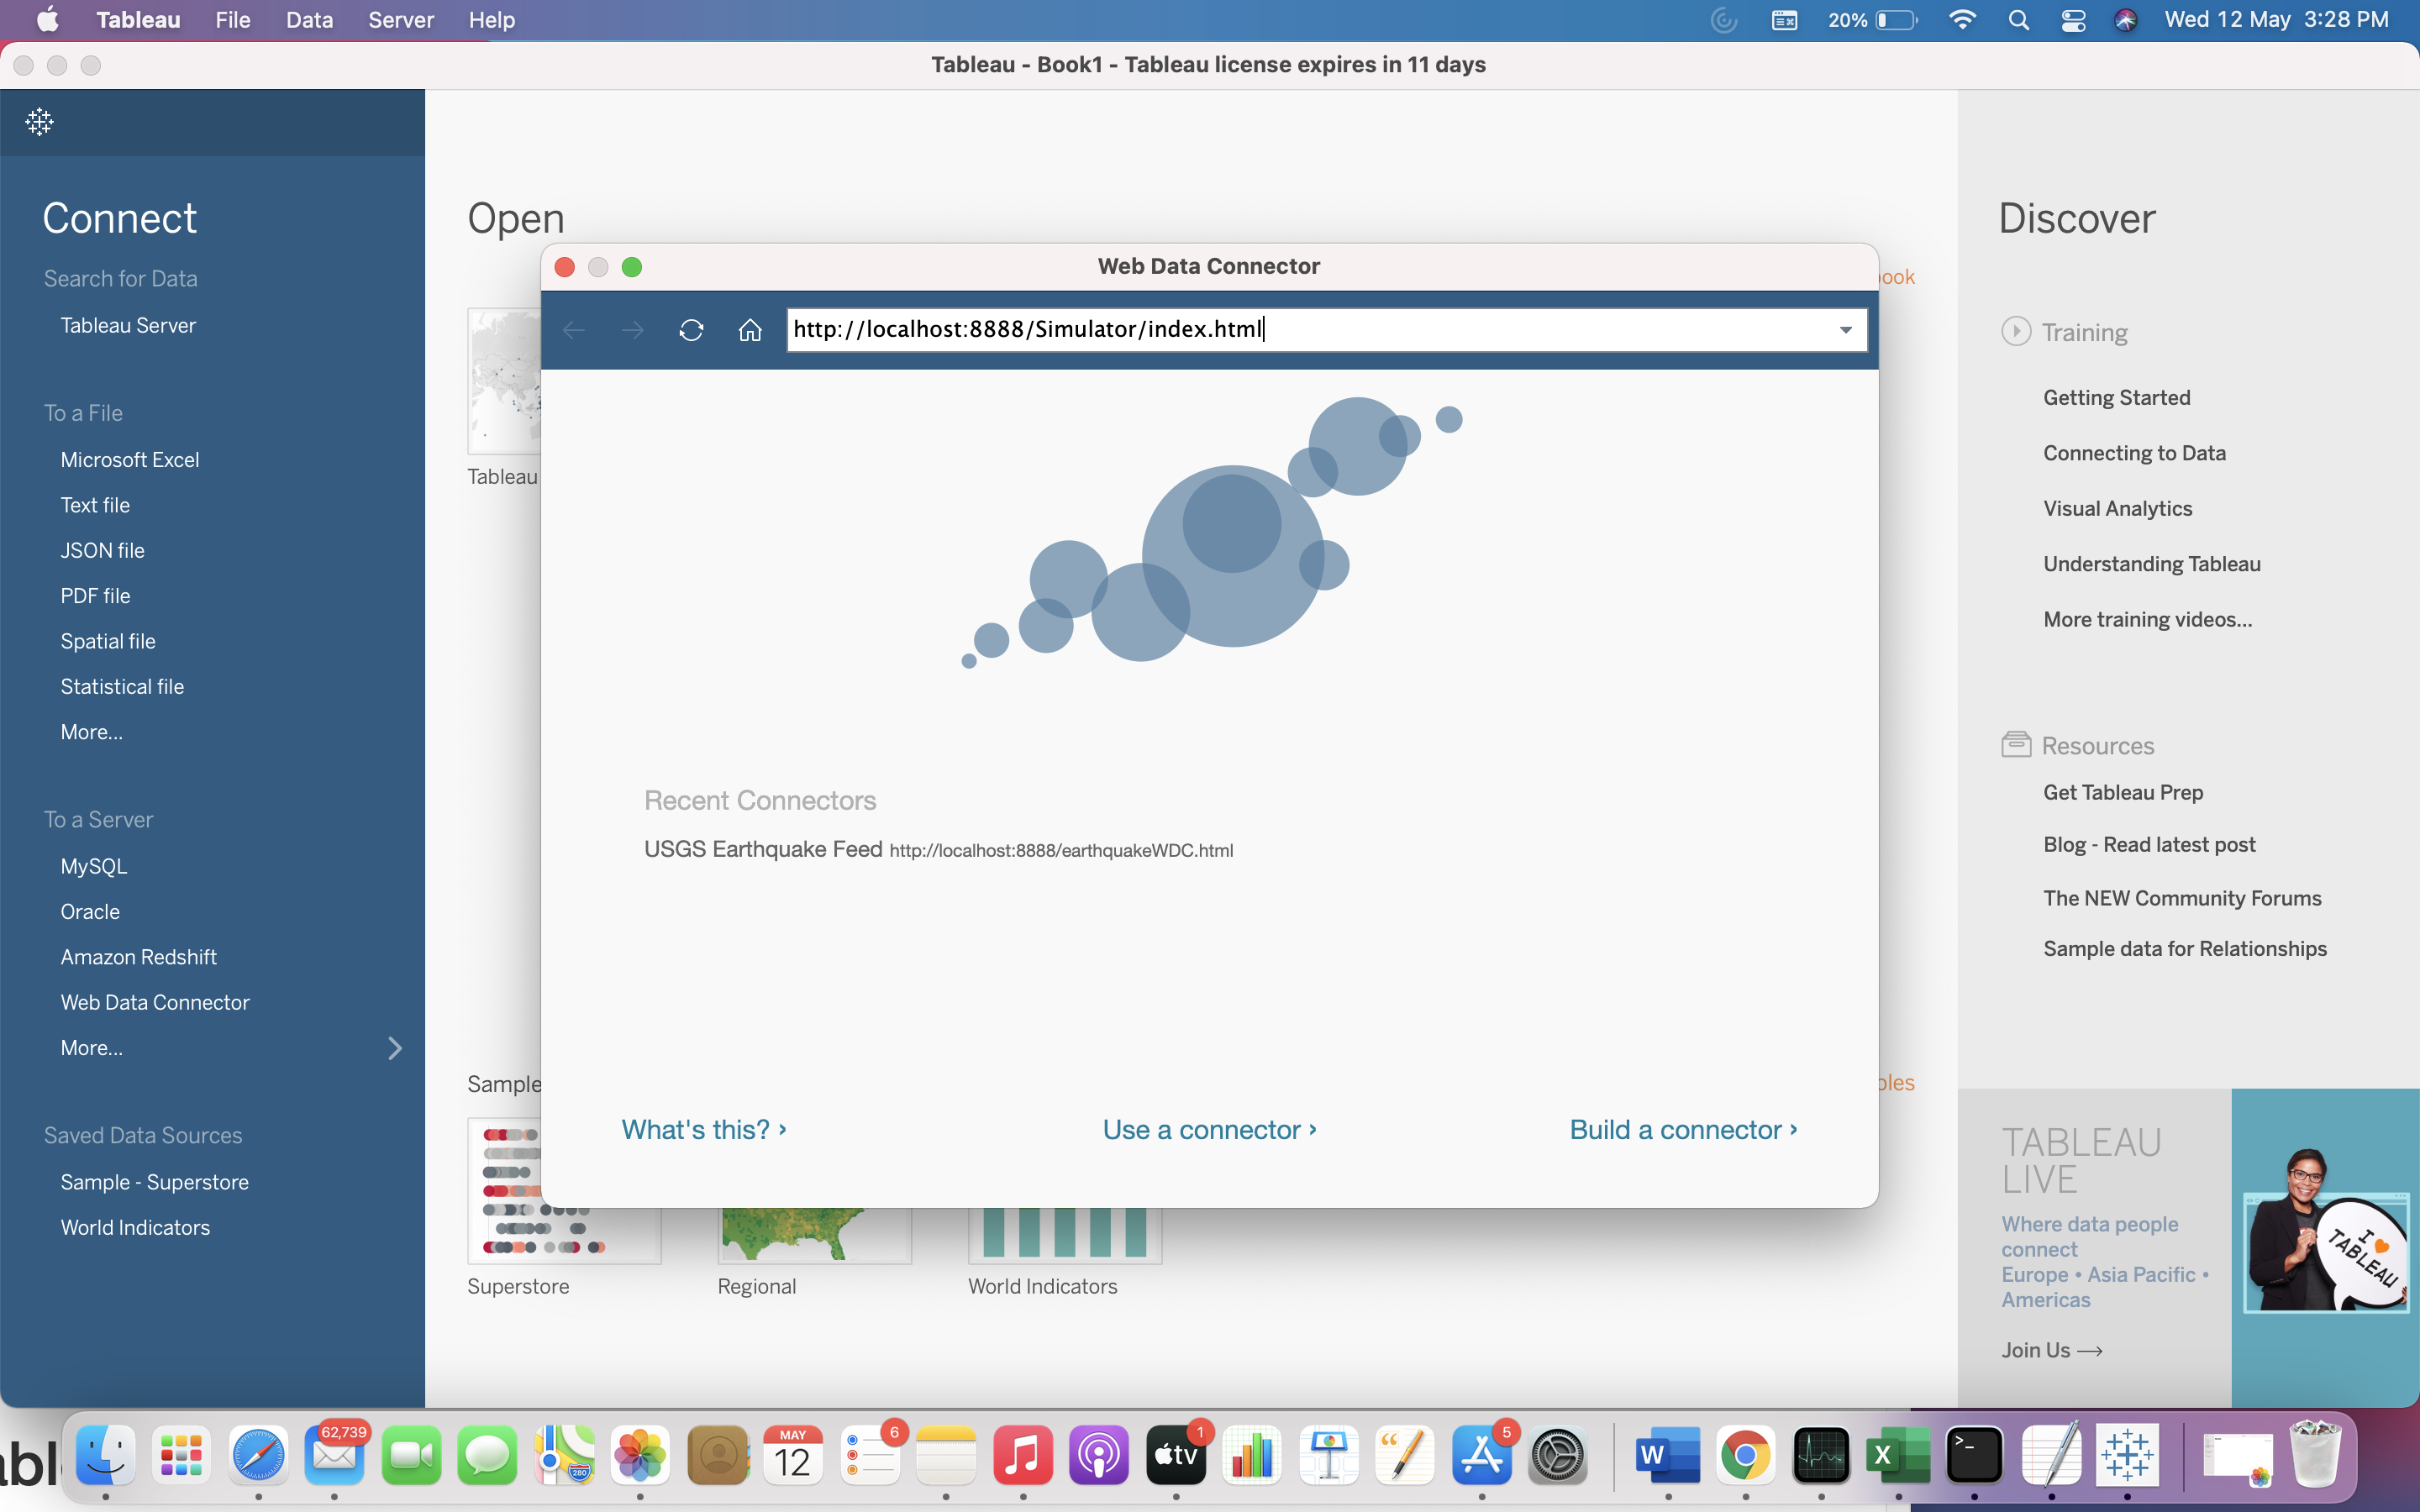 Tableau File Data Server Help 20% Wed 12 May 3:28 PM
Tableau - Book1 - Tableau license expires in 11 days
Connect
Search for Data
Tableau Server
To a File
Microsoft Excel
Text file
JSON file
PDF file
Spatial file
Statistical file
More...
To a Server
MySQL
Oracle
Amazon Redshift
Web Data Connector
More...
Saved Data Sources
Sample - Superstore
World Indicators
Open
ook
Tableau
Sample
bles
Superstore
Regional
World Indicators
Web Data Connector
http://localhost:8888/Simulator/index.html
Recent Connectors
USGS Earthquake Feed http://localhost:8888/earthquakeWDC.html
What's this? ›
Use a connector ›
Build a connector ›
Discover
Training
Getting Started
Connecting to Data
Visual Analytics
Understanding Tableau
More training videos...
Resources
Get Tableau Prep
Blog - Read latest post
The NEW Community Forums
Sample data for Relationships
TABLEAU
LIVE
Where data people
connect
Europe • Asia Pacific •
Americas
Join Us →
I
TABLEAU
abl
62,739
280
MAY
12
6
tv
1
5
W
X
>_